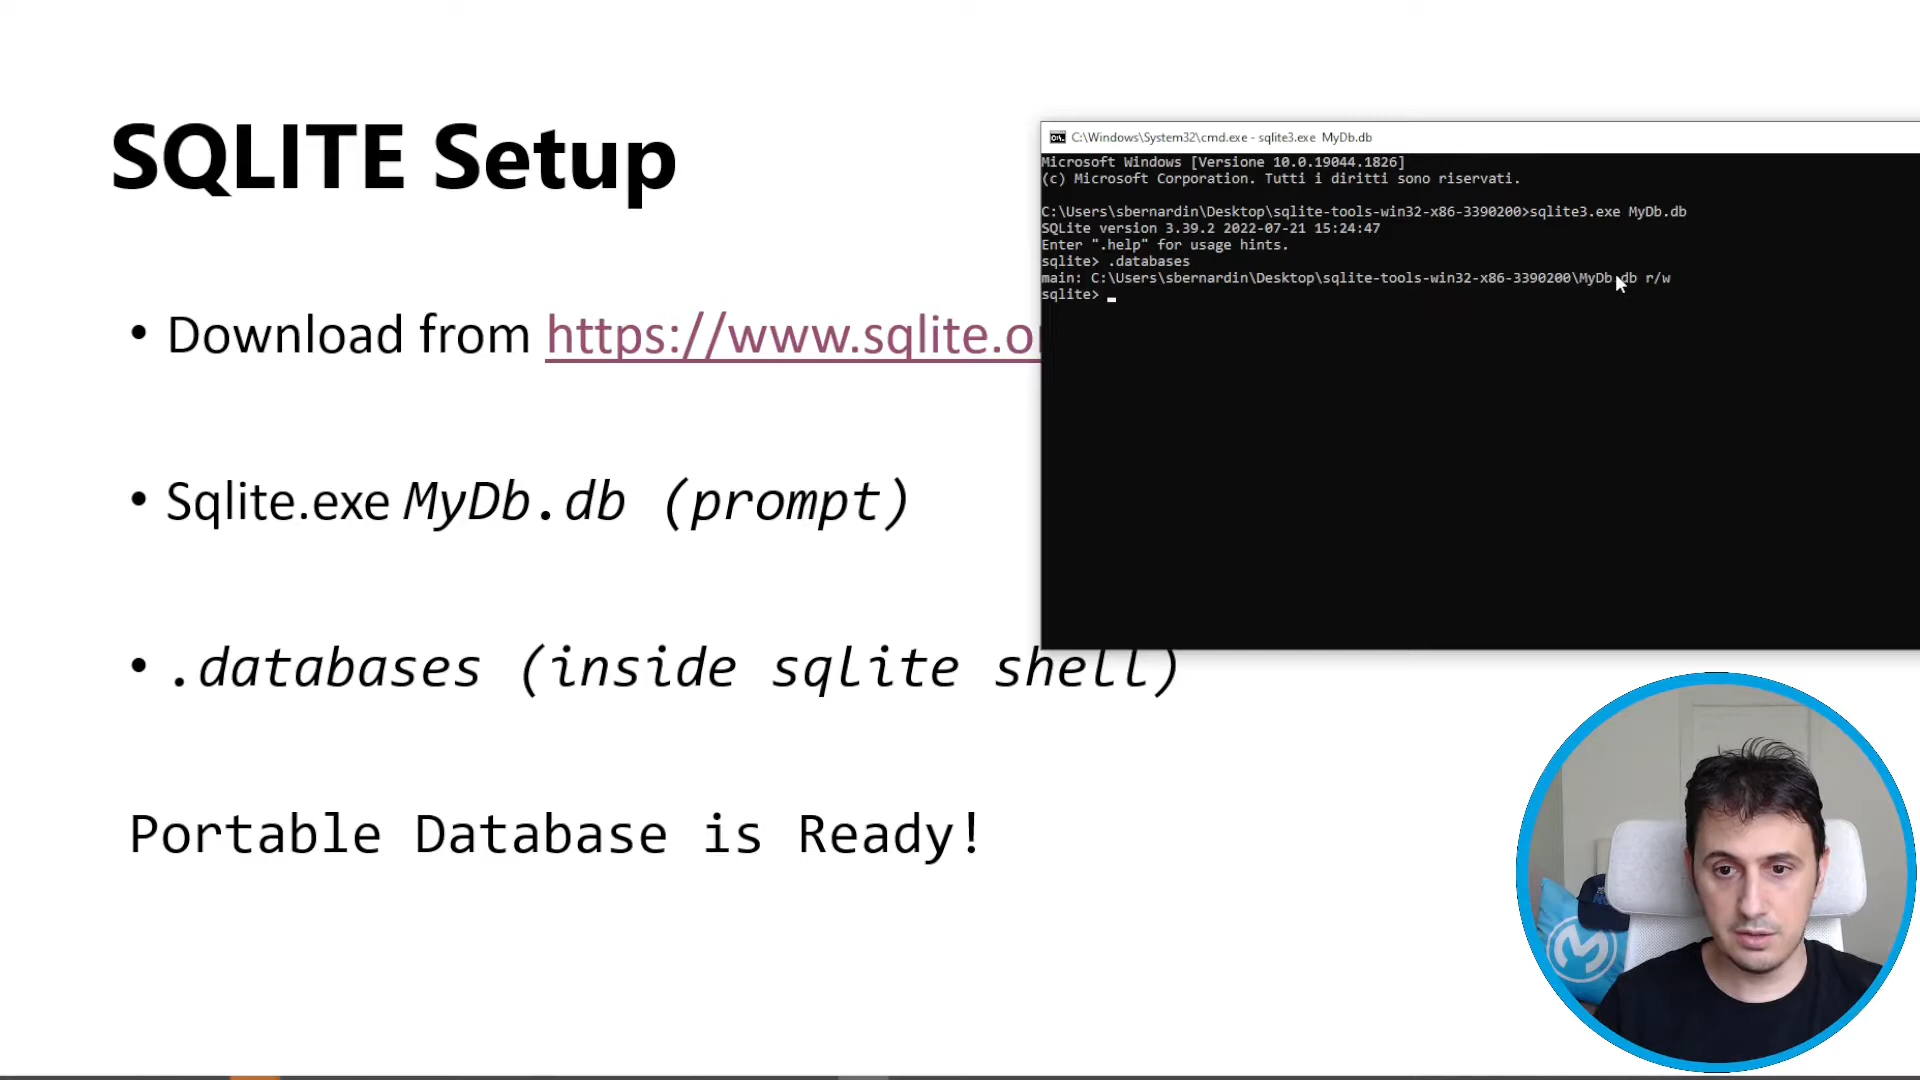 SQLITE Setup
• Download from https://www.sqlite.o
• Sqlite.exe MyDb.db (prompt)
• .databases (inside sqlite shell)
Portable Database is Ready!
C:\Windows\System32\cmd.exe - sqlite3.exe MyDb.db
Microsoft Windows [Versione 10.0.19044.1826]
(c) Microsoft Corporation. Tutti i diritti sono riservati.
C:\Users\sbernardin\Desktop\sqlite-tools-win32-x86-3390200>sqlite3.exe MyDb.db
SQLite version 3.39.2 2022-07-21 15:24:47
Enter ".help" for usage hints.
sqlite> .databases
main: C:\Users\sbernardin\Desktop\sqlite-tools-win32-x86-3390200\MyDb.db r/w
sqlite>